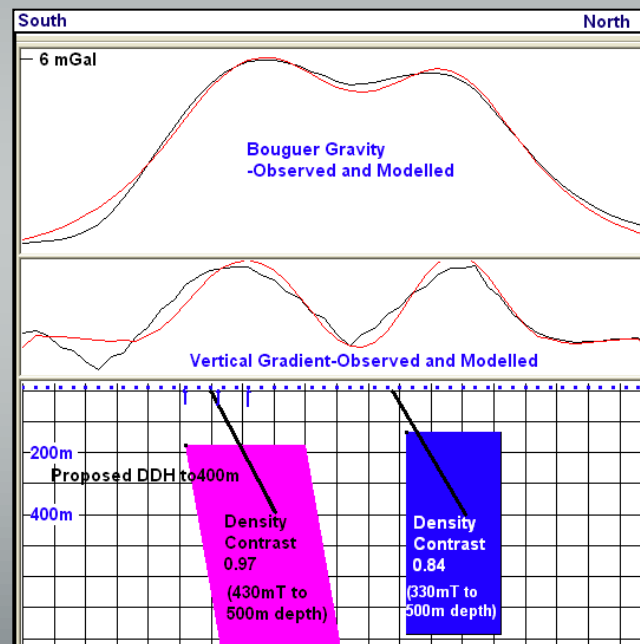 South North
6 mGal
Bouguer Gravity
-Observed and Modelled
Vertical Gradient-Observed and Modelled
200m
Proposed DDH to400m
400m
Density
Contrast
0.97
(430mT to
500m depth)
Density
Contrast
0.84
(330mT to
500m depth)